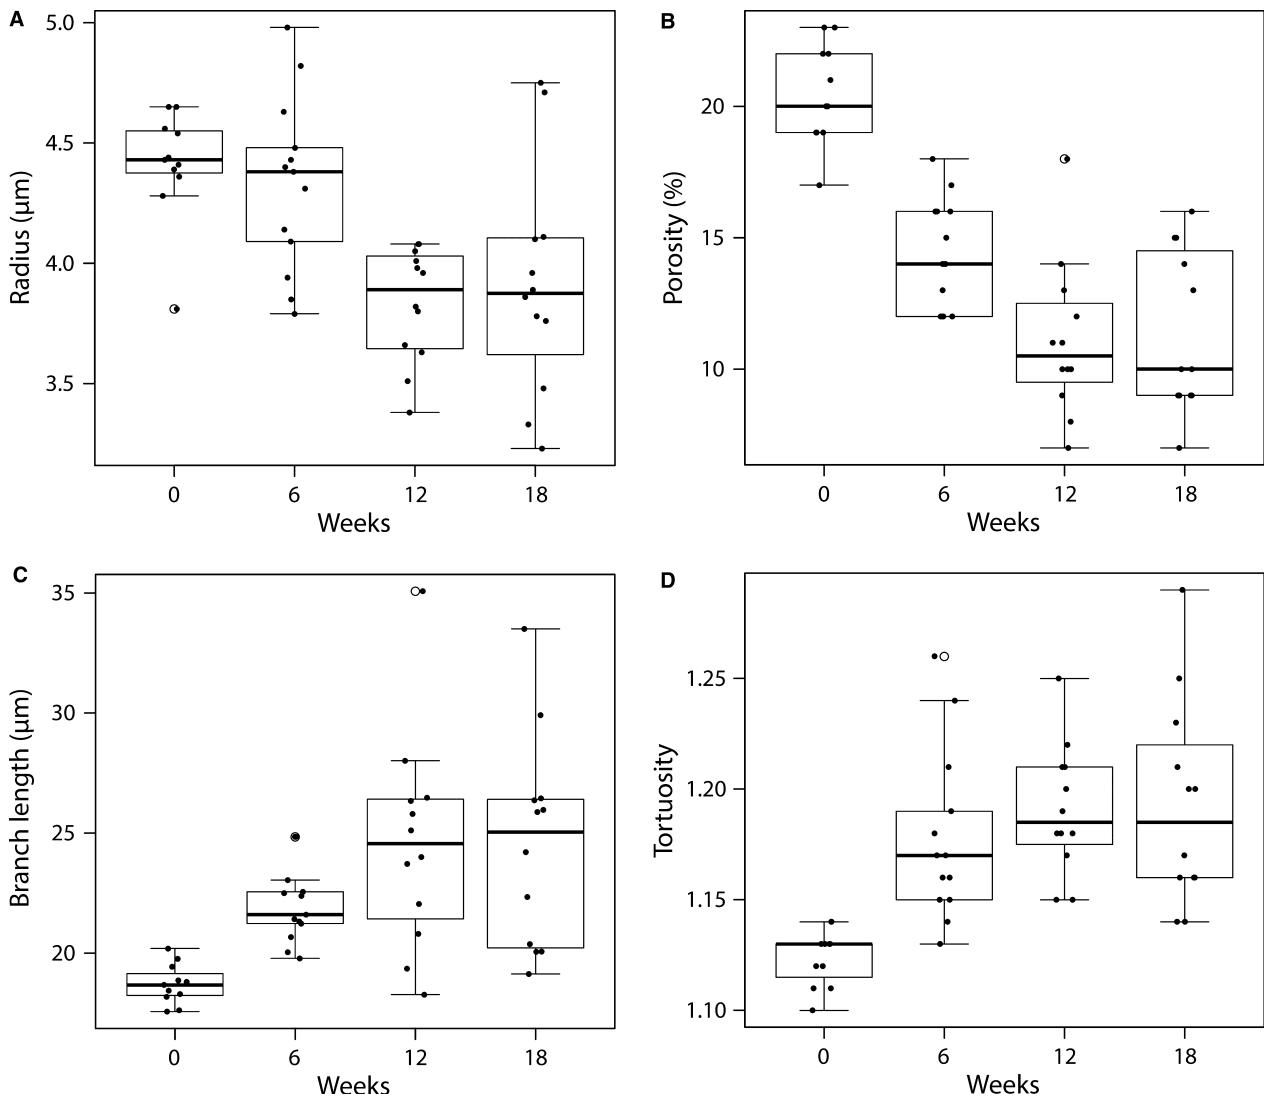 A
Radius (µm)
5.0
4.5
4.0
3.5
0 6 12 18
Weeks
B
Porosity (%)
20
15
10
0 6 12 18
Weeks
C
Branch length (µm)
35
30
25
20
0 6 12 18
Weeks
D
Tortuosity
1.25
1.20
1.15
1.10
0 6 12 18
Weeks